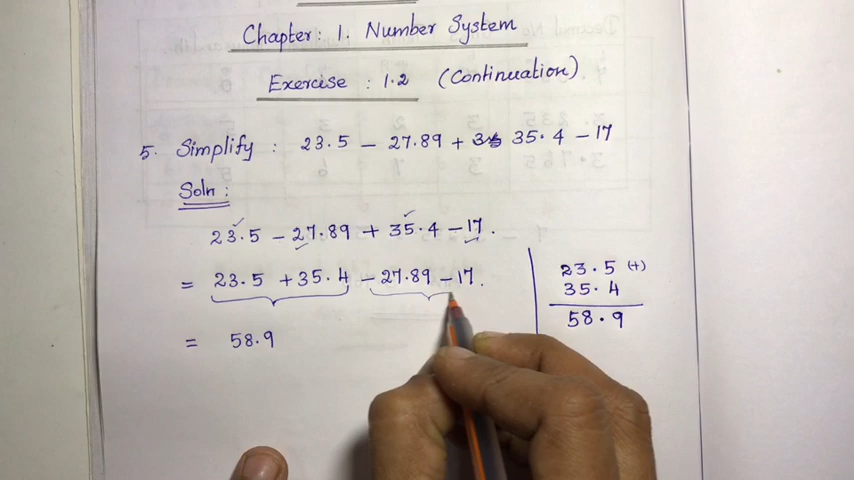 Chapter: 1. Number System
Exercise : 1.2 (Continuation)
5. Simplify : 23.5 - 27.89 + 35.4 - 17
Soln :
23.5 - 27.89 + 35.4 - 17.
= 23.5 + 35.4 - 27.89 - 17.
= 58.9
23.5 (+)
35.4
58.9